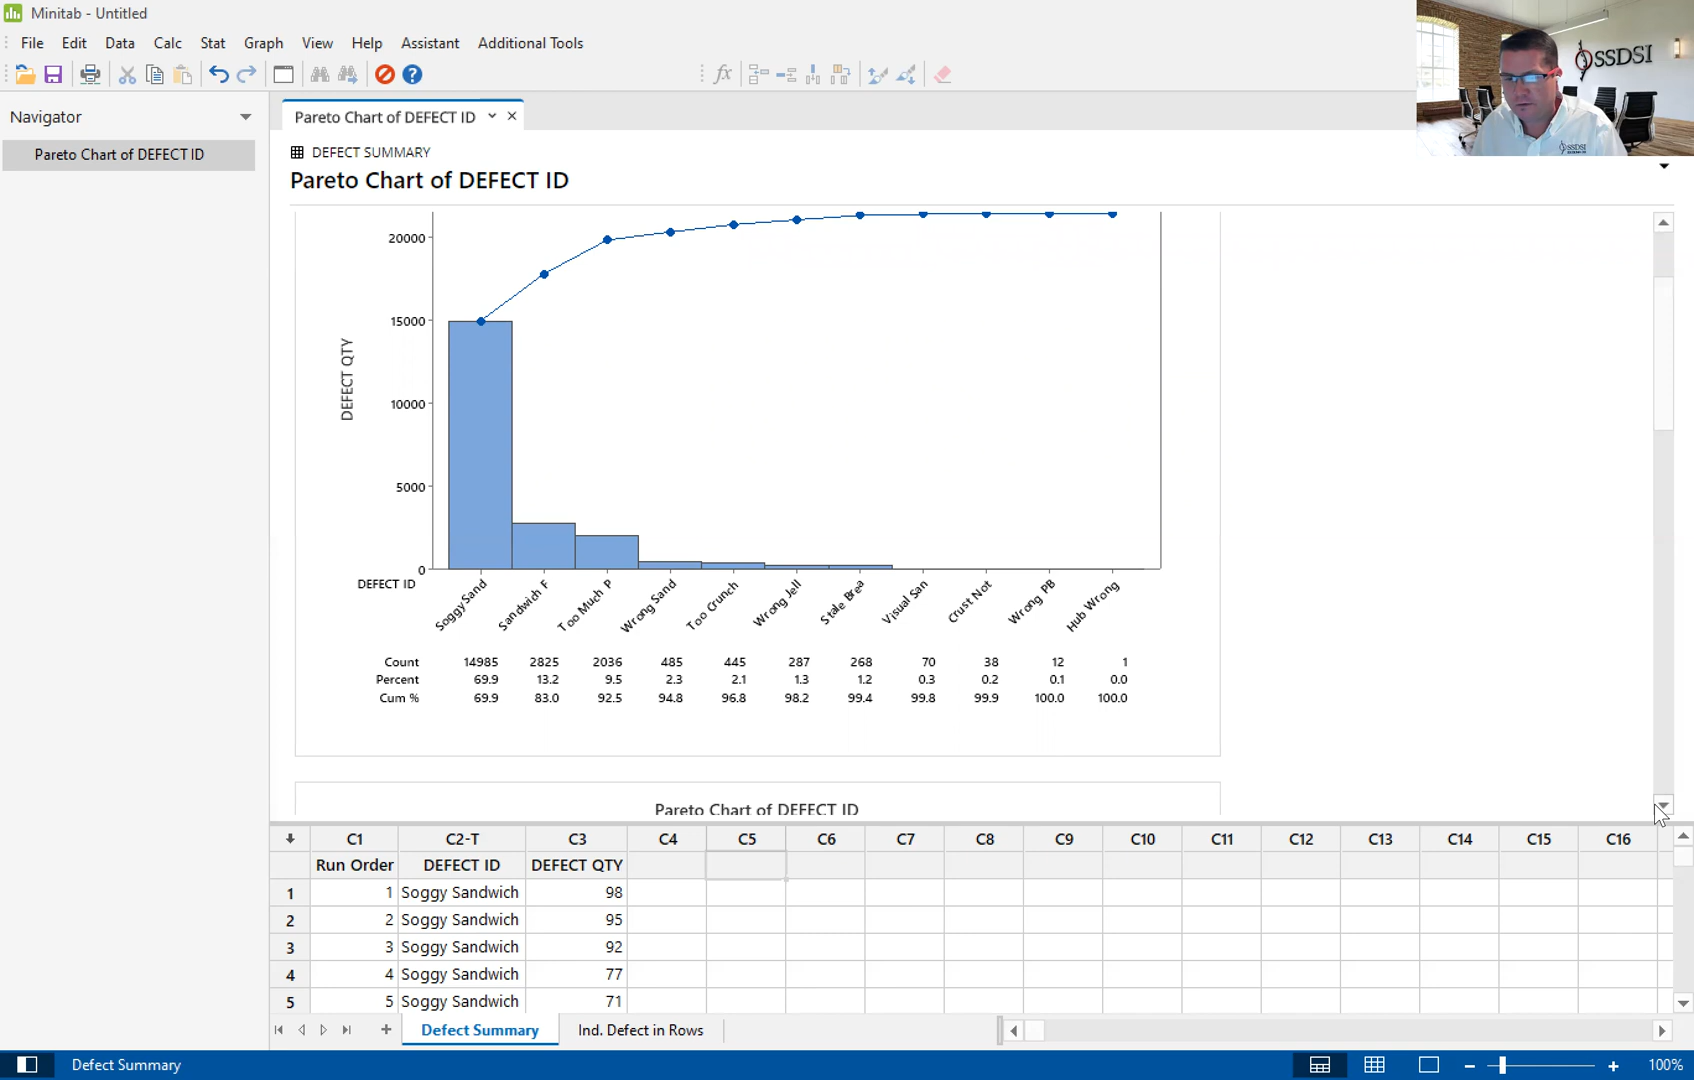 Minitab - Untitled
File Edit Data Calc Stat Graph View Help Assistant Additional Tools
SSDSI
SSDSI
Navigator
Pareto Chart of DEFECT ID
Pareto Chart of DEFECT ID
DEFECT SUMMARY
Pareto Chart of DEFECT ID
20000
15000
10000
5000
0
DEFECT QTY
DEFECT ID
Soggy Sand
Sandwich F
Too Much P
Wrong Sand
Too Crunch
Wrong Jell
Stale Brea
Visual San
Crust Not
Wrong PB
Hub Wrong
Count 14985 2825 2036 485 445 287 268 70 38 12 1
Percent 69.9 13.2 9.5 2.3 2.1 1.3 1.2 0.3 0.2 0.1 0.0
Cum % 69.9 83.0 92.5 94.8 96.8 98.2 99.4 99.8 99.9 100.0 100.0
Pareto Chart of DEFECT ID
C1 C2-T C3 C4 C5 C6 C7 C8 C9 C10 C11 C12 C13 C14 C15 C16
Run Order DEFECT ID DEFECT QTY
1 1 Soggy Sandwich 98
2 2 Soggy Sandwich 95
3 3 Soggy Sandwich 92
4 4 Soggy Sandwich 77
5 5 Soggy Sandwich 71
Defect Summary Ind. Defect in Rows
Defect Summary 100%